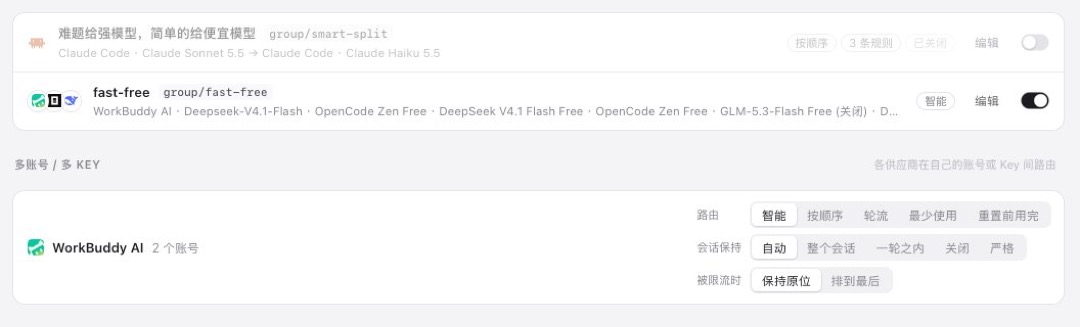 难题给强模型，简单的给便宜模型 group/smart-split
Claude Code · Claude Sonnet 5.5 → Claude Code · Claude Haiku 5.5
按顺序 3 条规则 已关闭 编辑
fast-free group/fast-free
WorkBuddy AI · Deepseek-V4.1-Flash · OpenCode Zen Free · DeepSeek V4.1 Flash Free · OpenCode Zen Free · GLM-5.3-Flash Free (关闭) · D...
智能 编辑
多账号 / 多 KEY
各供应商在自己的账号或 Key 间路由
WorkBuddy AI 2 个账号
路由 智能 按顺序 轮流 最少使用 重置前用完
会话保持 自动 整个会话 一轮之内 关闭 严格
被限流时 保持原位 排到最后